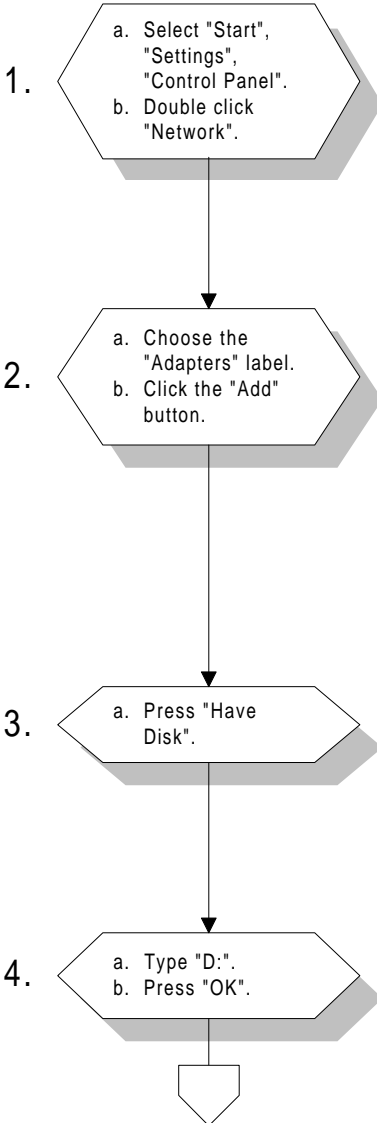 1.
a. Select "Start",
"Settings",
"Control Panel".
b. Double click
"Network".
2.
a. Choose the
"Adapters" label.
b. Click the "Add"
button.
3.
a. Press "Have
Disk".
4.
a. Type "D:".
b. Press "OK".